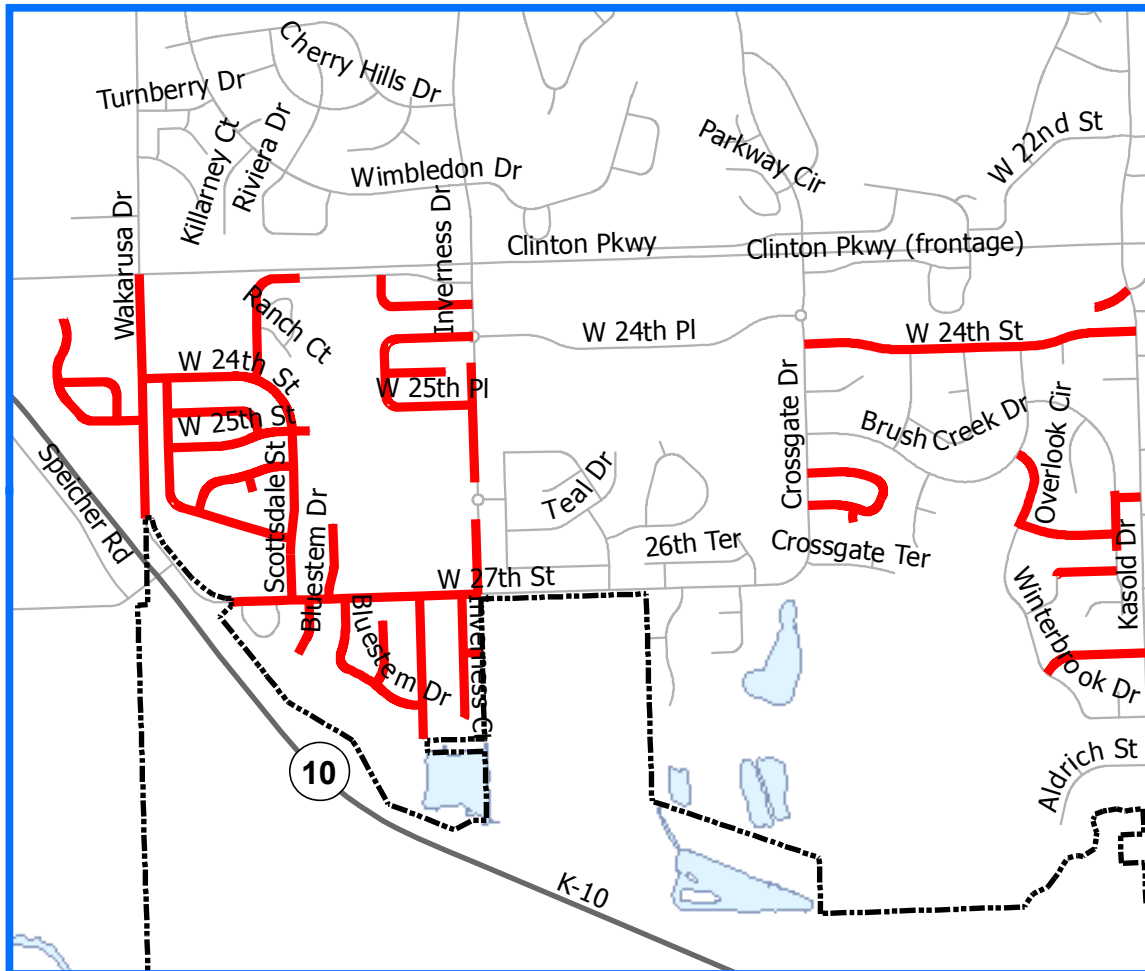 Cherry Hills Dr
Turnberry Dr
Killarney Ct
Riviera Dr
Wimbledon Dr
Parkway Cir
W 22nd St
Wakarusa Dr
Inverness Dr
Clinton Pkwy
Clinton Pkwy (frontage)
Ranch Ct
W 24th Pl
W 24th St
W 24th St
W 25th Pl
W 25th St
Crossgate Dr
Brush Creek Dr
Overlook Cir
Speicher Rd
Scottsdale St
Bluestem Dr
Teal Dr
26th Ter
Crossgate Ter
Kasold Dr
W 27th St
Bluestem Dr
Inverness Ct
Winterbrook Dr
Aldrich St
10
K-10